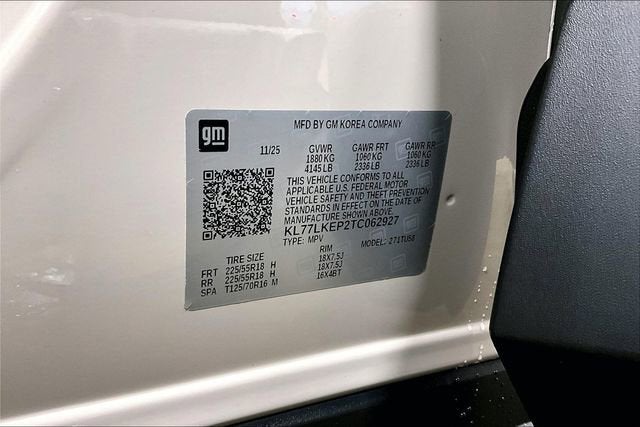 gm
MFD BY GM KOREA COMPANY
11/25 GVWR GAWR FRT GAWR RR
1880 KG 1060 KG 1060 KG
4145 LB 2336 LB 2336 LB
THIS VEHICLE CONFORMS TO ALL
APPLICABLE U.S. FEDERAL MOTOR
VEHICLE SAFETY AND THEFT PREVENTION
STANDARDS IN EFFECT ON THE DATE OF
MANUFACTURE SHOWN ABOVE.
KL77LKEP2TC062927
TYPE: MPV MODEL: 271TU58
TIRE SIZE RIM
FRT 225/55R18 H 18X7.5J
RR 225/55R18 H 18X7.5J
SPA T125/70R16 M 16X4BT